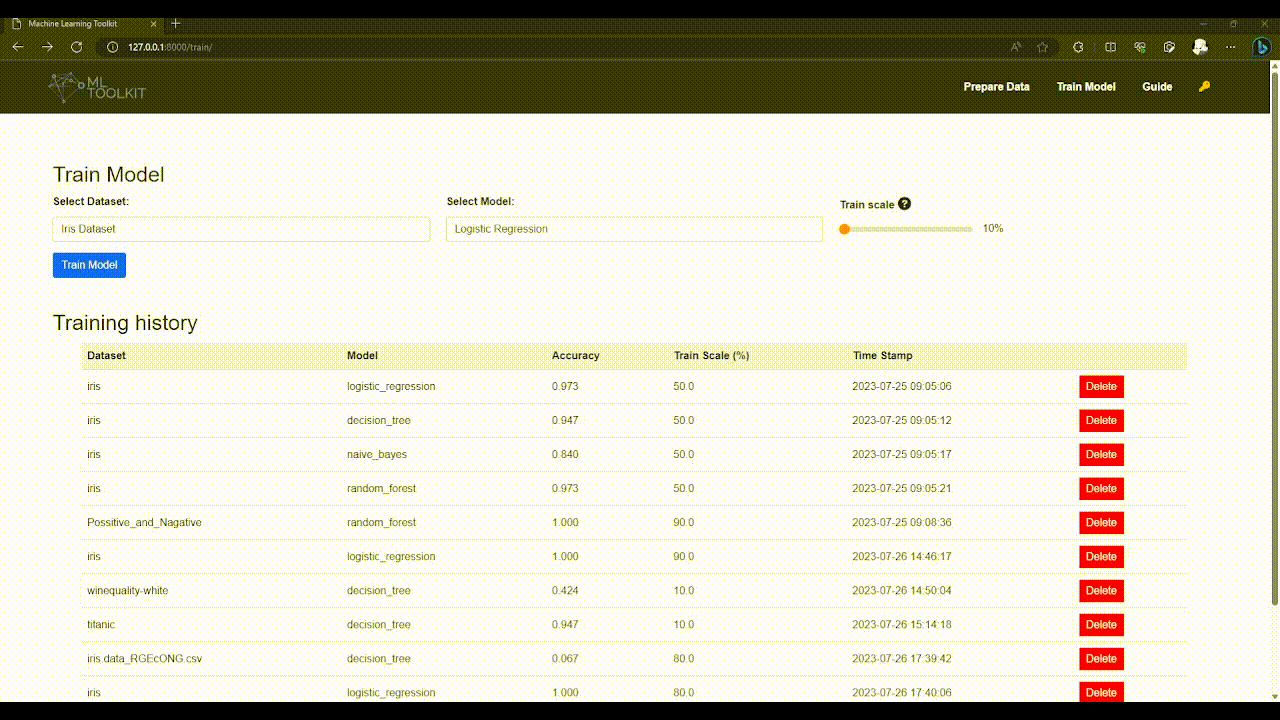 Machine Learning Toolkit
127.0.0.1:8000/train/
ML TOOLKIT
Prepare Data Train Model Guide
Train Model
Select Dataset: Select Model: Train scale ?
Iris Dataset Logistic Regression 10%
Train Model
Training history
Dataset Model Accuracy Train Scale (%) Time Stamp
iris logistic_regression 0.973 50.0 2023-07-25 09:05:06 Delete
iris decision_tree 0.947 50.0 2023-07-25 09:05:12 Delete
iris naive_bayes 0.840 50.0 2023-07-25 09:05:17 Delete
iris random_forest 0.973 50.0 2023-07-25 09:05:21 Delete
Possitive_and_Nagative random_forest 1.000 90.0 2023-07-25 09:08:36 Delete
iris logistic_regression 1.000 90.0 2023-07-26 14:46:17 Delete
winequality-white decision_tree 0.424 10.0 2023-07-26 14:50:04 Delete
titanic decision_tree 0.947 10.0 2023-07-26 15:14:18 Delete
iris.data_RGEcONG.csv decision_tree 0.067 80.0 2023-07-26 17:39:42 Delete
iris logistic_regression 1.000 80.0 2023-07-26 17:40:06 Delete